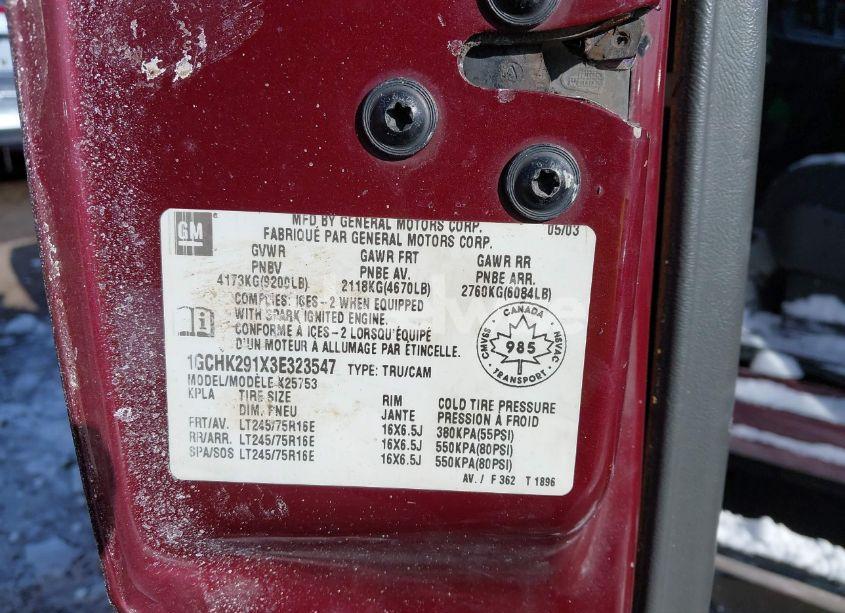 GM
MFD BY GENERAL MOTORS CORP. 05/03
FABRIQUÉ PAR GENERAL MOTORS CORP.
GVWR GAWR FRT GAWR RR
PNBV PNBE AV. PNBE ARR.
4173KG(9200LB) 2118KG(4670LB) 2760KG(6084LB)
COMPLIES: ICES-2 WHEN EQUIPPED
WITH SPARK IGNITED ENGINE.
CONFORME À ICES-2 LORSQU'ÉQUIPÉ
D'UN MOTEUR À ALLUMAGE PAR ÉTINCELLE.
CANADA
CMVSS NSVAC
985
TRANSPORT
1GCHK291X3E323547 TYPE: TRU/CAM
MODEL/MODÈLE K25753
KPLA TIRE SIZE RIM COLD TIRE PRESSURE
DIM. PNEU JANTE PRESSION À FROID
FRT/AV. LT245/75R16E 16X6.5J 380KPA(55PSI)
RR/ARR. LT245/75R16E 16X6.5J 550KPA(80PSI)
SPA/SOS LT245/75R16E 16X6.5J 550KPA(80PSI)
AV. / F 362 T 1896